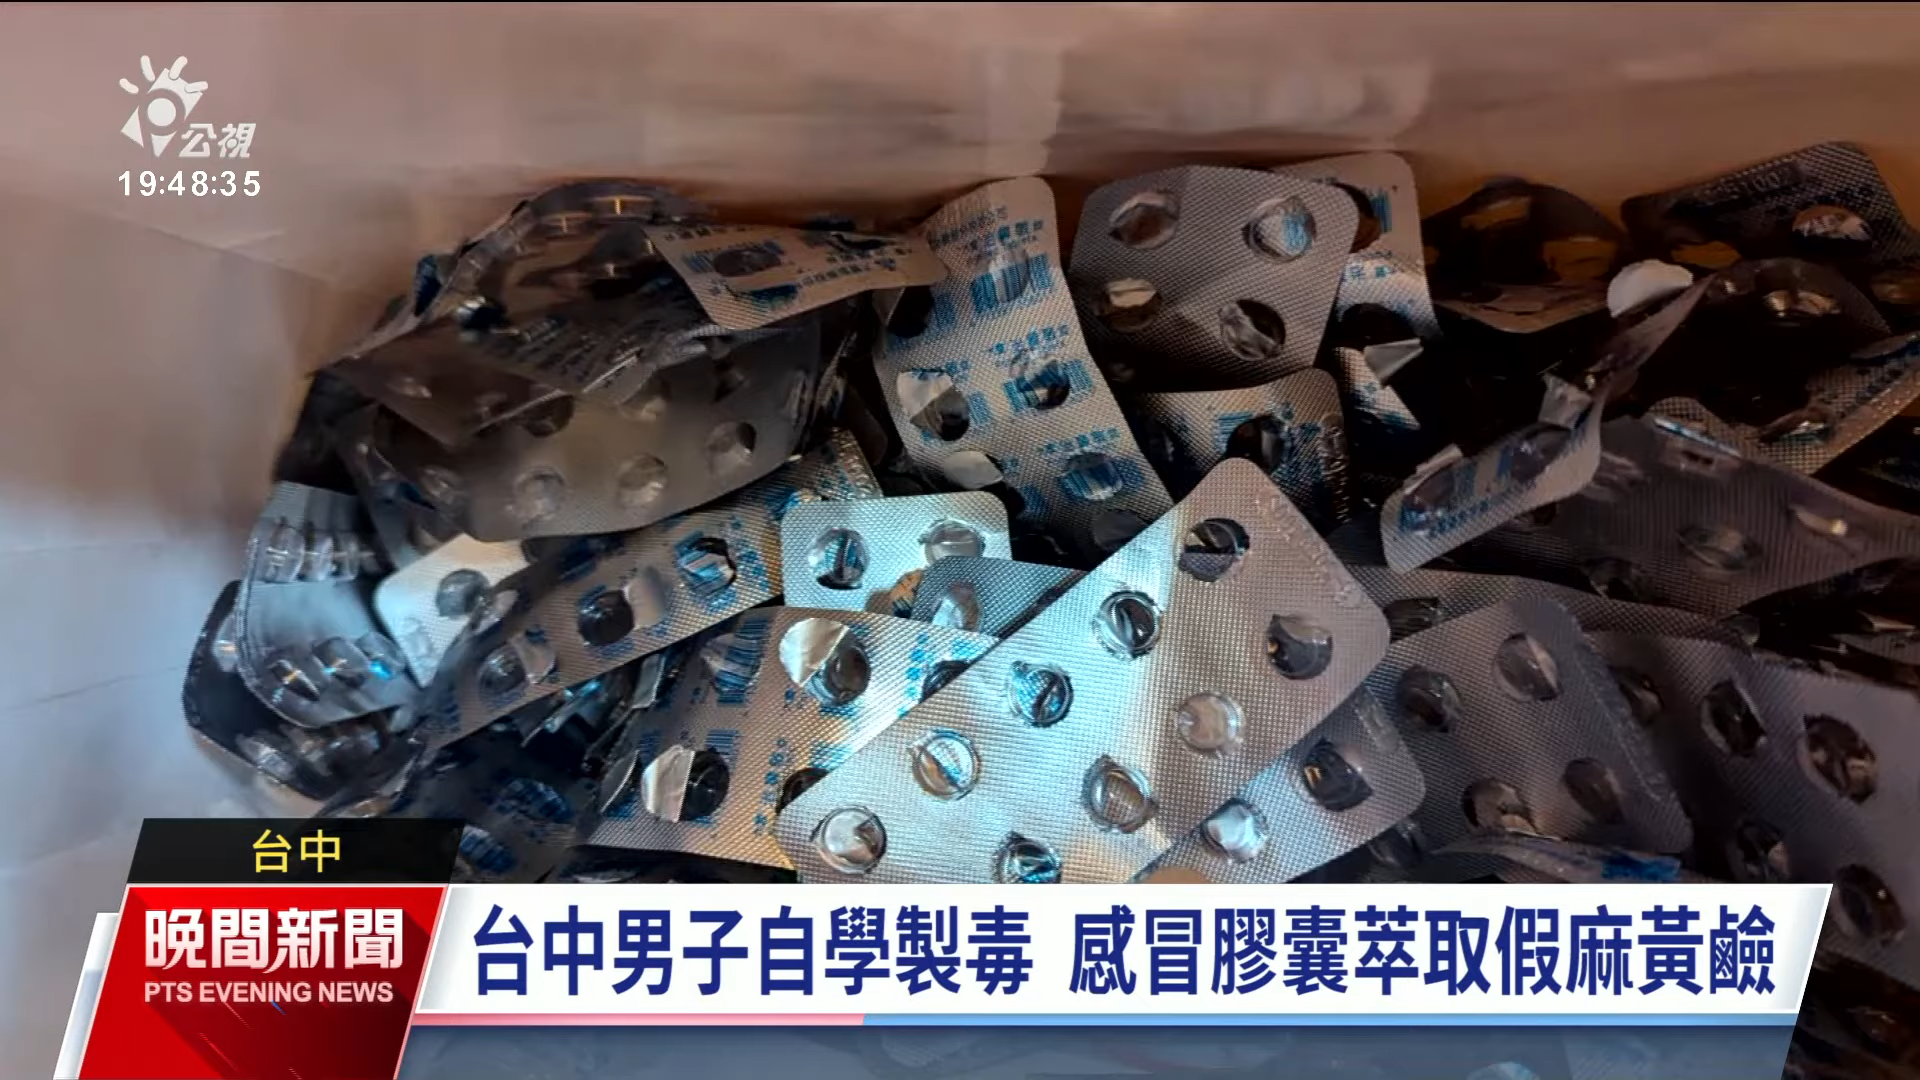 公視
19:48:35
台中
晚間新聞
PTS EVENING NEWS
台中男子自學製毒 感冒膠囊萃取假麻黃鹼